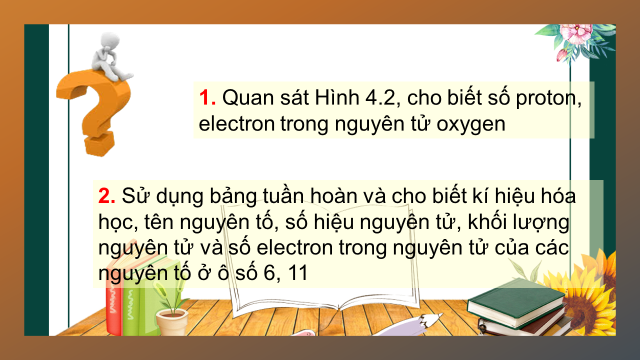 1. Quan sát Hình 4.2, cho biết số proton,
electron trong nguyên tử oxygen
2. Sử dụng bảng tuần hoàn và cho biết kí hiệu hóa
học, tên nguyên tố, số hiệu nguyên tử, khối lượng
nguyên tử và số electron trong nguyên tử của các
nguyên tố ở ô số 6, 11